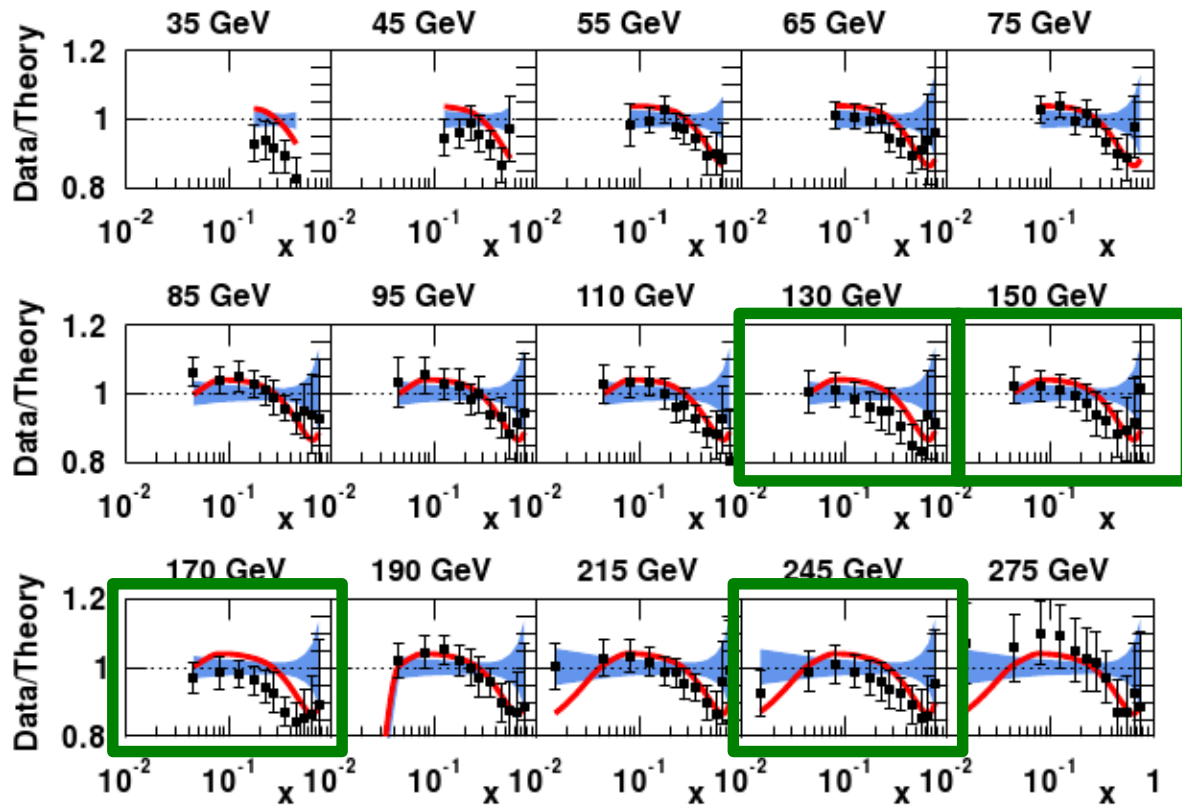 35 GeV 45 GeV 55 GeV 65 GeV 75 GeV
Data/Theory
1.2
1
0.8
10-2 10-1 x 10-2 10-1 x 10-2 10-1 x 10-2 10-1 x 10-2 10-1 x 10-2
85 GeV 95 GeV 110 GeV 130 GeV 150 GeV
Data/Theory
1.2
1
0.8
10-2 10-1 x 10-2 10-1 x 10-2 10-1 x 10-2 10-1 x 10-2 10-1 x
170 GeV 190 GeV 215 GeV 245 GeV 275 GeV
Data/Theory
1.2
1
0.8
10-2 10-1 x 10-2 10-1 x 10-2 10-1 x 10-2 10-1 x 10-2 10-1 x 1